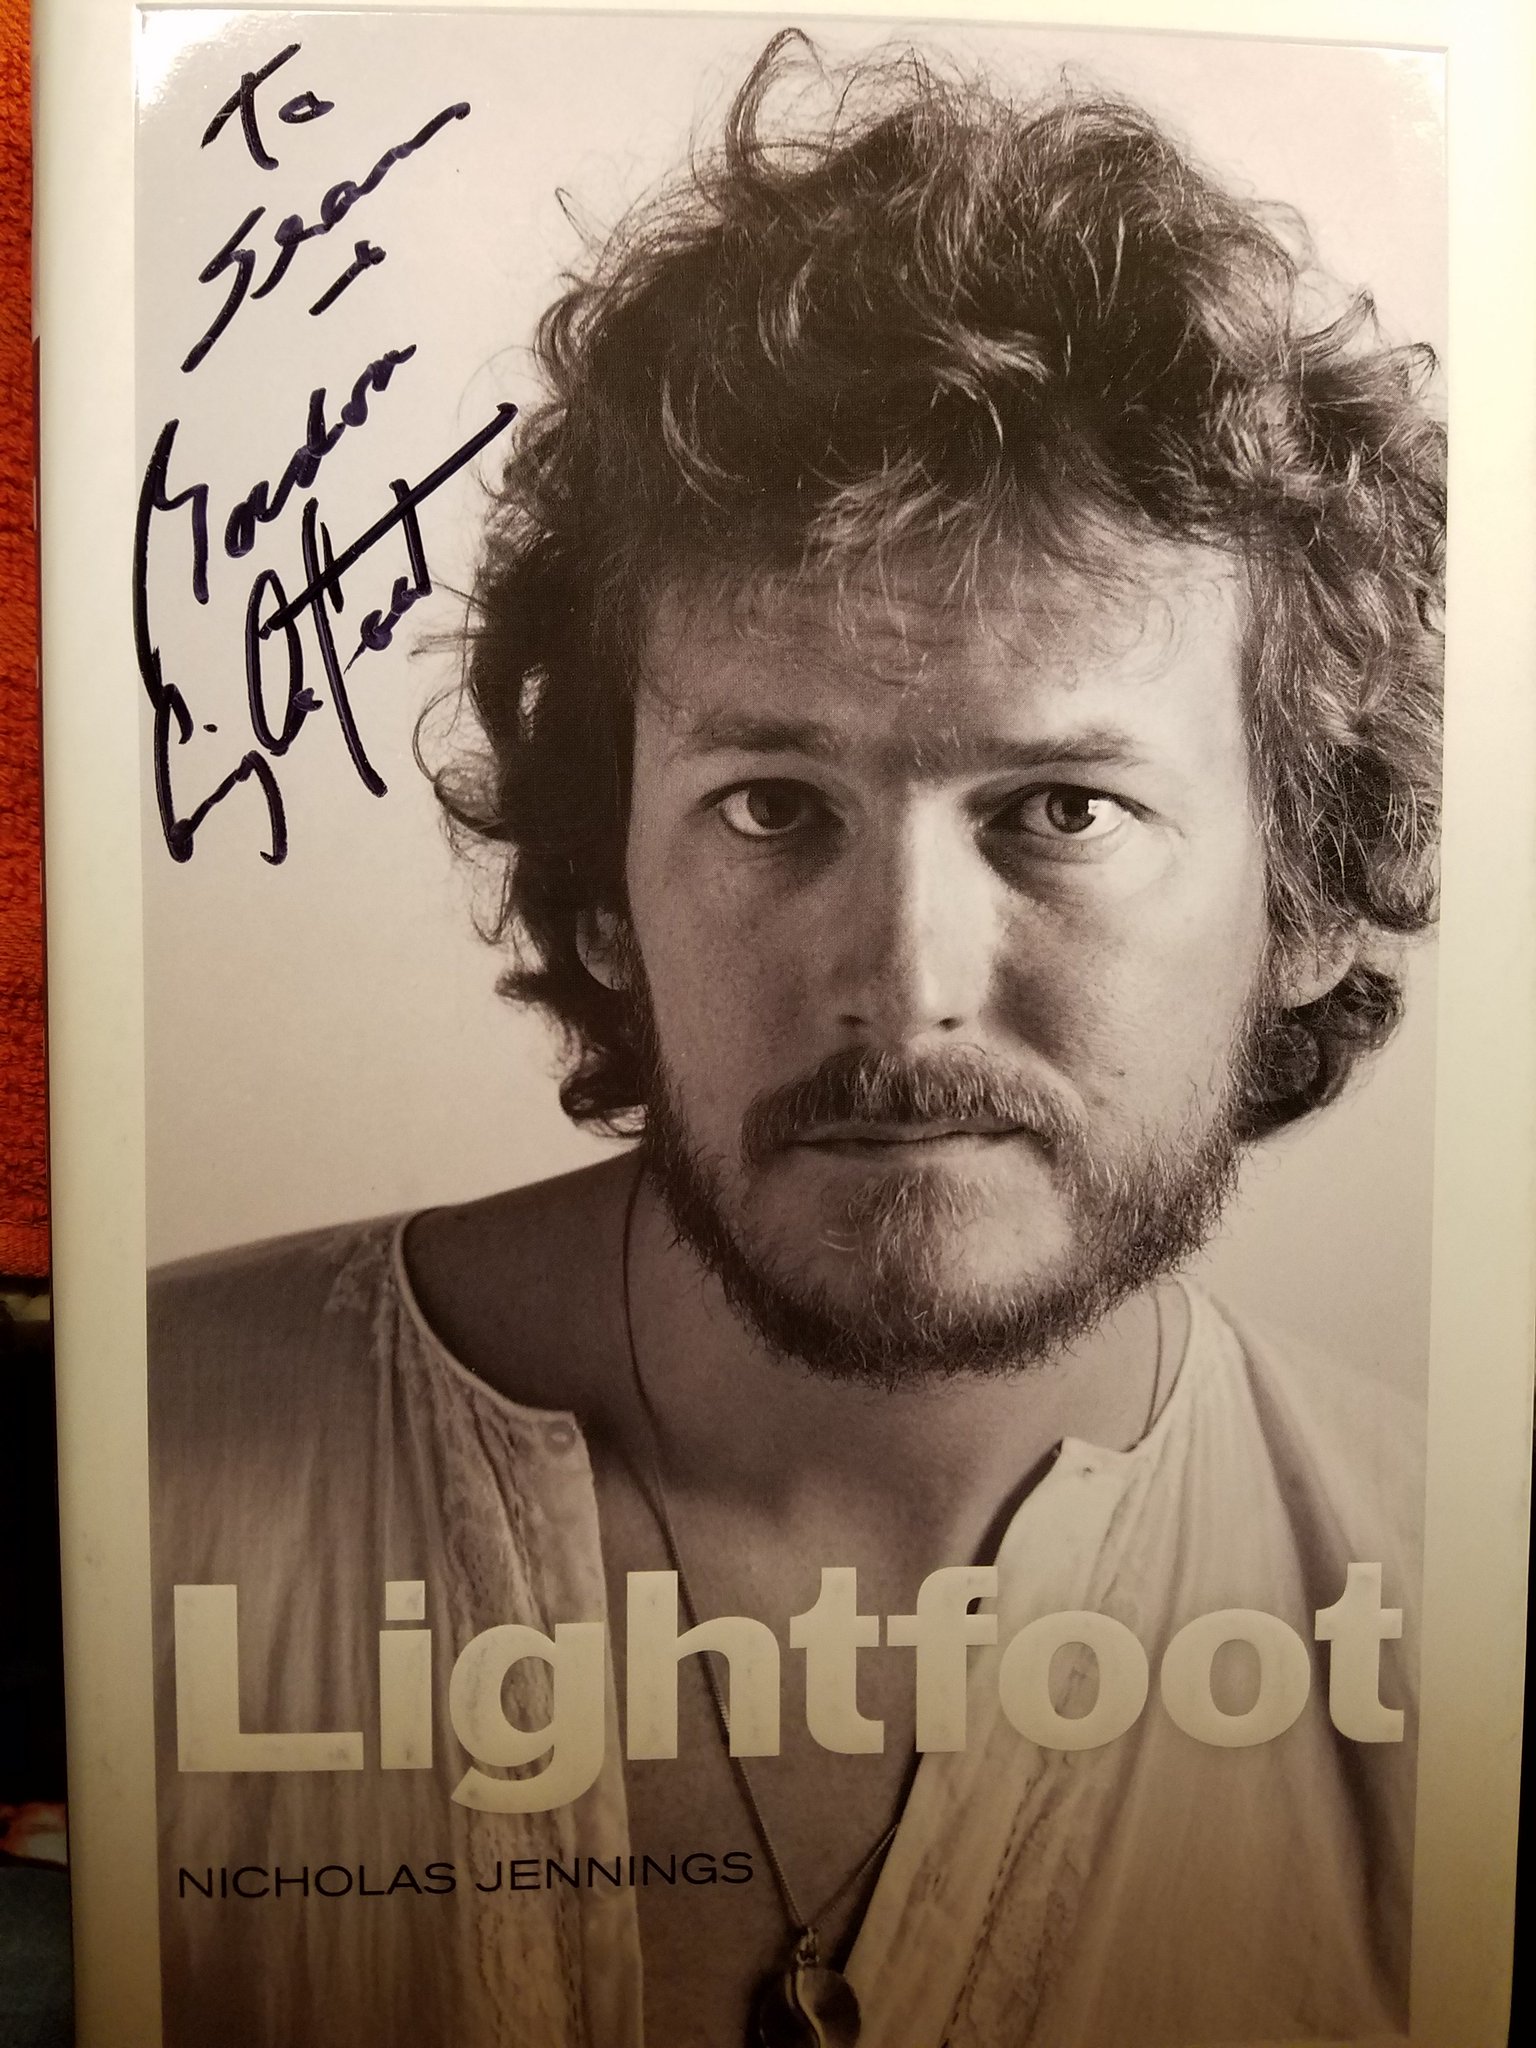 To
Sean
+
Gordon
Lightfoot
Lightfoot
NICHOLAS JENNINGS